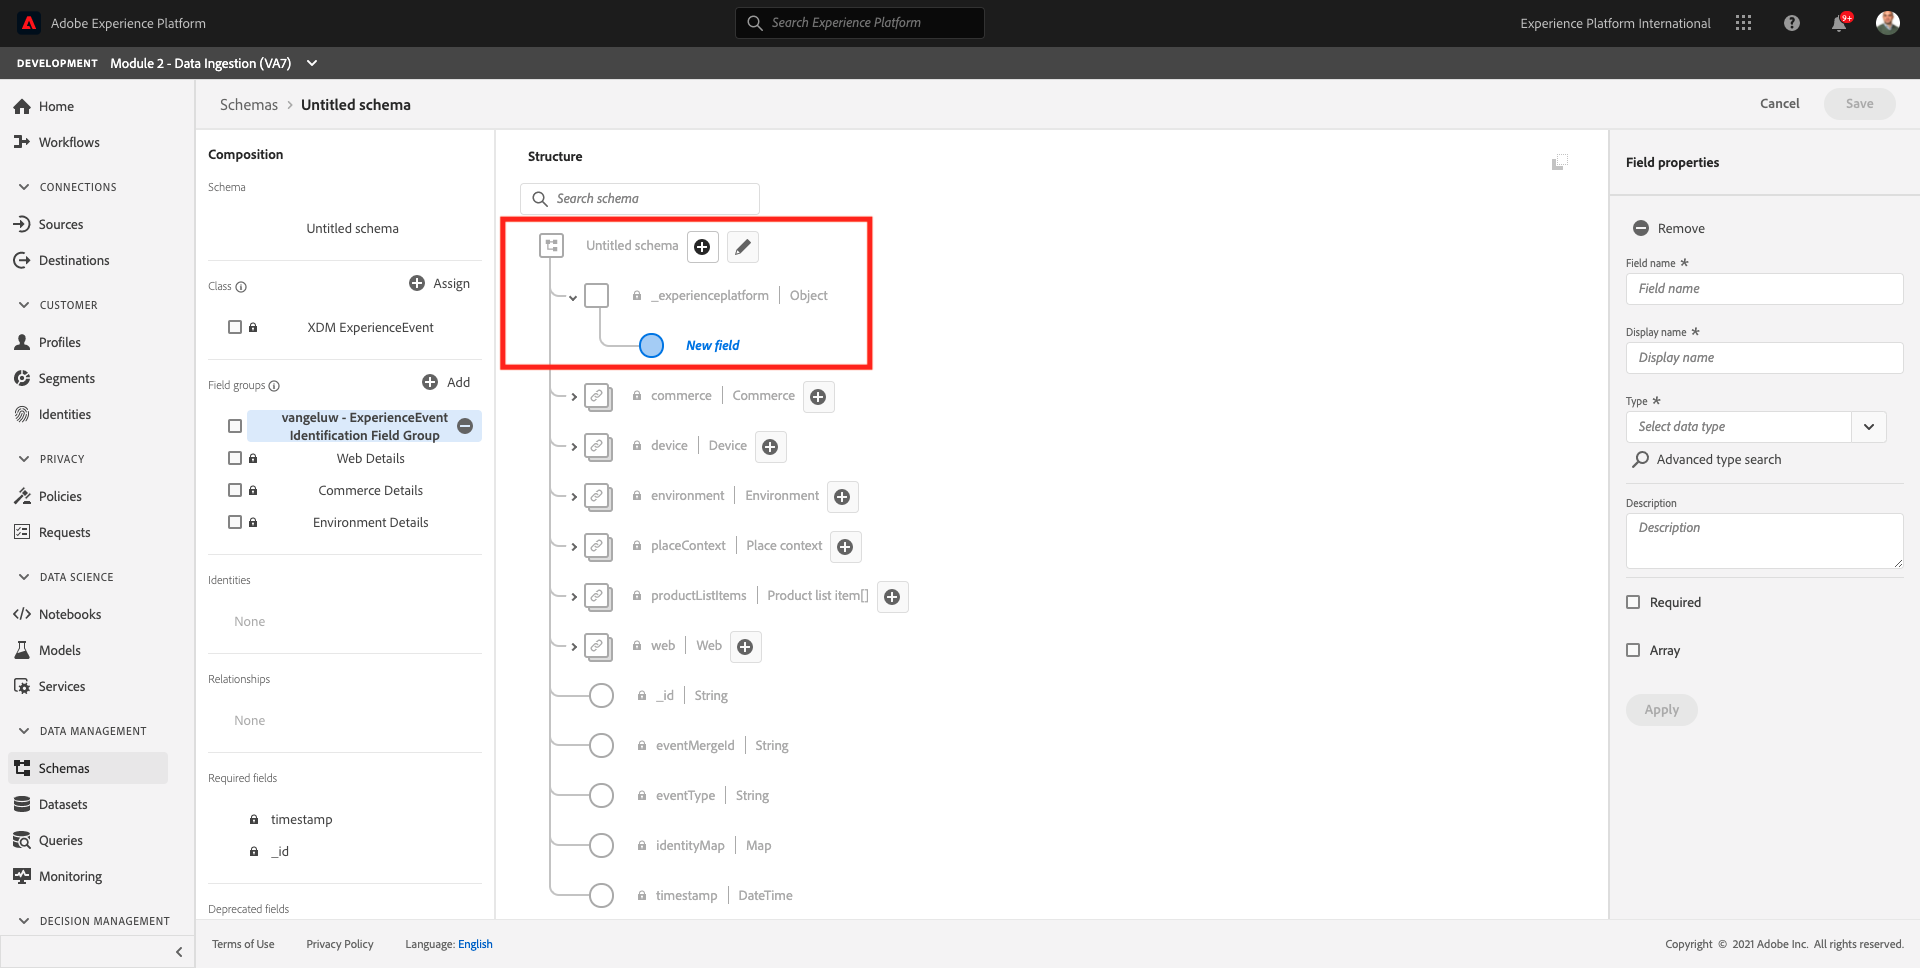 Adobe Experience Platform
Search Experience Platform
Experience Platform International
9+
DEVELOPMENT Module 2 - Data Ingestion (VA7)
Home
Workflows
CONNECTIONS
Sources
Destinations
CUSTOMER
Profiles
Segments
Identities
PRIVACY
Policies
Requests
DATA SCIENCE
Notebooks
Models
Services
DATA MANAGEMENT
Schemas
Datasets
Queries
Monitoring
DECISION MANAGEMENT
Schemas > Untitled schema
Cancel
Save
Composition
Schema
Untitled schema
Class
Assign
XDM ExperienceEvent
Field groups
Add
vangeluw - ExperienceEvent
Identification Field Group
Web Details
Commerce Details
Environment Details
Identities
None
Relationships
None
Required fields
timestamp
_id
Deprecated fields
Structure
Search schema
Untitled schema
_experienceplatform | Object
New field
commerce | Commerce
device | Device
environment | Environment
placeContext | Place context
productListItems | Product list item[]
web | Web
_id | String
eventMergeId | String
eventType | String
identityMap | Map
timestamp | DateTime
Field properties
Remove
Field name *
Field name
Display name *
Display name
Type *
Select data type
Advanced type search
Description
Description
Required
Array
Apply
Terms of Use
Privacy Policy
Language: English
Copyright © 2021 Adobe Inc. All rights reserved.